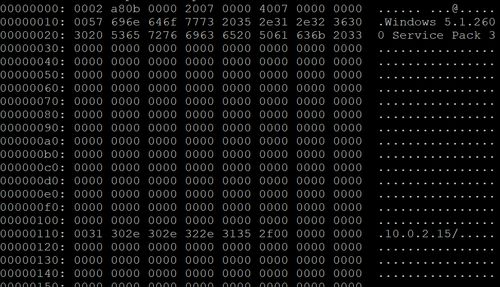 00000000: 0002 a80b 0000 2007 0000 4007 0000 0000 ...... ...@.....
00000010: 0057 696e 646f 7773 2035 2e31 2e32 3630 .Windows 5.1.260
00000020: 3020 5365 7276 6963 6520 5061 636b 2033 0 Service Pack 3
00000030: 0000 0000 0000 0000 0000 0000 0000 0000 ................
00000040: 0000 0000 0000 0000 0000 0000 0000 0000 ................
00000050: 0000 0000 0000 0000 0000 0000 0000 0000 ................
00000060: 0000 0000 0000 0000 0000 0000 0000 0000 ................
00000070: 0000 0000 0000 0000 0000 0000 0000 0000 ................
00000080: 0000 0000 0000 0000 0000 0000 0000 0000 ................
00000090: 0000 0000 0000 0000 0000 0000 0000 0000 ................
000000a0: 0000 0000 0000 0000 0000 0000 0000 0000 ................
000000b0: 0000 0000 0000 0000 0000 0000 0000 0000 ................
000000c0: 0000 0000 0000 0000 0000 0000 0000 0000 ................
000000d0: 0000 0000 0000 0000 0000 0000 0000 0000 ................
000000e0: 0000 0000 0000 0000 0000 0000 0000 0000 ................
000000f0: 0000 0000 0000 0000 0000 0000 0000 0000 ................
00000100: 0000 0000 0000 0000 0000 0000 0000 0000 ................
00000110: 0031 302e 302e 322e 3135 2f00 0000 0000 .10.0.2.15/.....
00000120: 0000 0000 0000 0000 0000 0000 0000 0000 ................
00000130: 0000 0000 0000 0000 0000 0000 0000 0000 ................
00000140: 0000 0000 0000 0000 0000 0000 0000 0000 ................